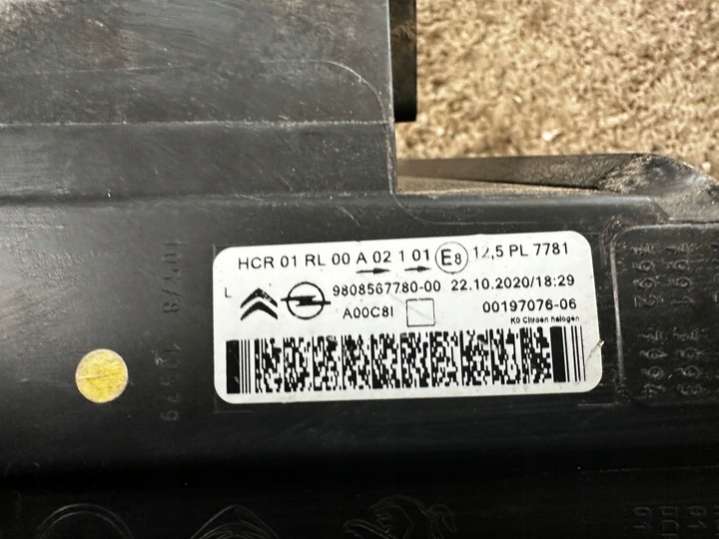 HCR 01 RL 00 A 02 1 01 E8 12,5 PL 7781
L 9808567780-00 22.10.2020/18:29
A00C8I 00197076-06
K0 Citroen halogen